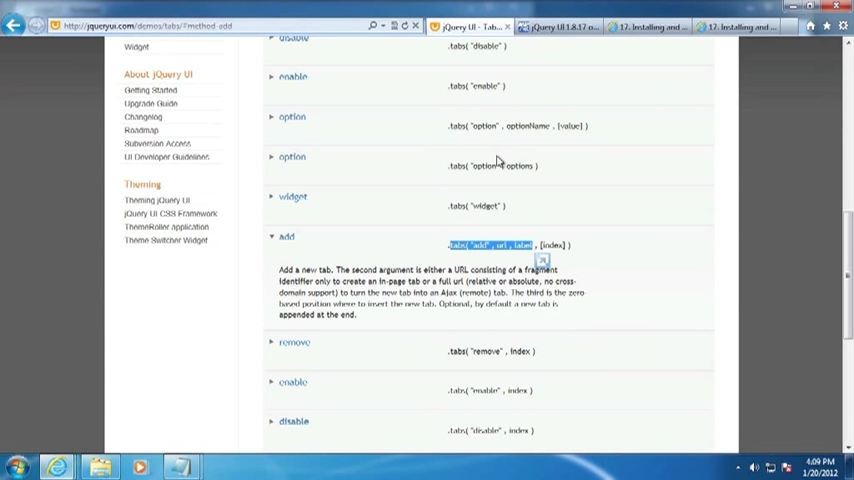 http://jqueryui.com/demos/tabs/#method-add
jQuery UI - Tab...
jQuery UI 1.8.17 o...
17. Installing and ...
17. Installing and ...
Widget
About jQuery UI
Getting Started
Upgrade Guide
Changelog
Roadmap
Subversion Access
UI Developer Guidelines
Theming
Theming jQuery UI
jQuery UI CSS Framework
ThemeRoller application
Theme Switcher Widget
disable
.tabs( "disable" )
enable
.tabs( "enable" )
option
.tabs( "option" , optionName , [value] )
option
.tabs( "option" , options )
widget
.tabs( "widget" )
add
.tabs( "add" , url , label , [index] )
Add a new tab. The second argument is either a URL consisting of a fragment
identifier only to create an in-page tab or a full url (relative or absolute, no cross-
domain support) to turn the new tab into an Ajax (remote) tab. The third is the zero-
based position where to insert the new tab. Optional, by default a new tab is
appended at the end.
remove
.tabs( "remove" , index )
enable
.tabs( "enable" , index )
disable
.tabs( "disable" , index )
4:09 PM
1/20/2012